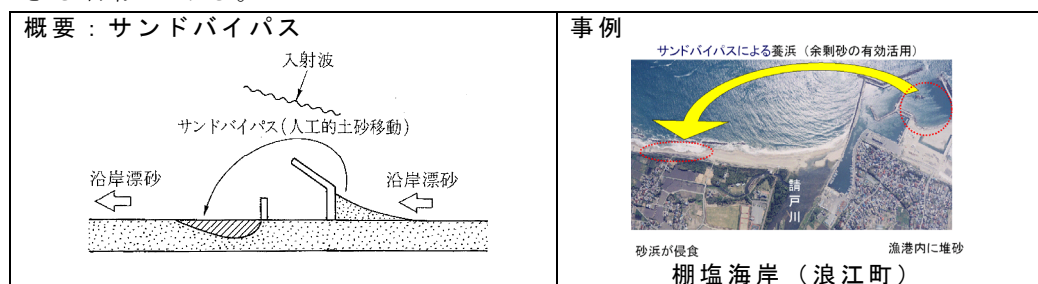 概要：サンドバイパス
入射波
サンドバイパス(人工的土砂移動)
沿岸漂砂
沿岸漂砂
事例
サンドバイパスによる養浜（余剰砂の有効活用）
請戸川
砂浜が侵食
漁港内に堆砂
棚塩海岸（浪江町）